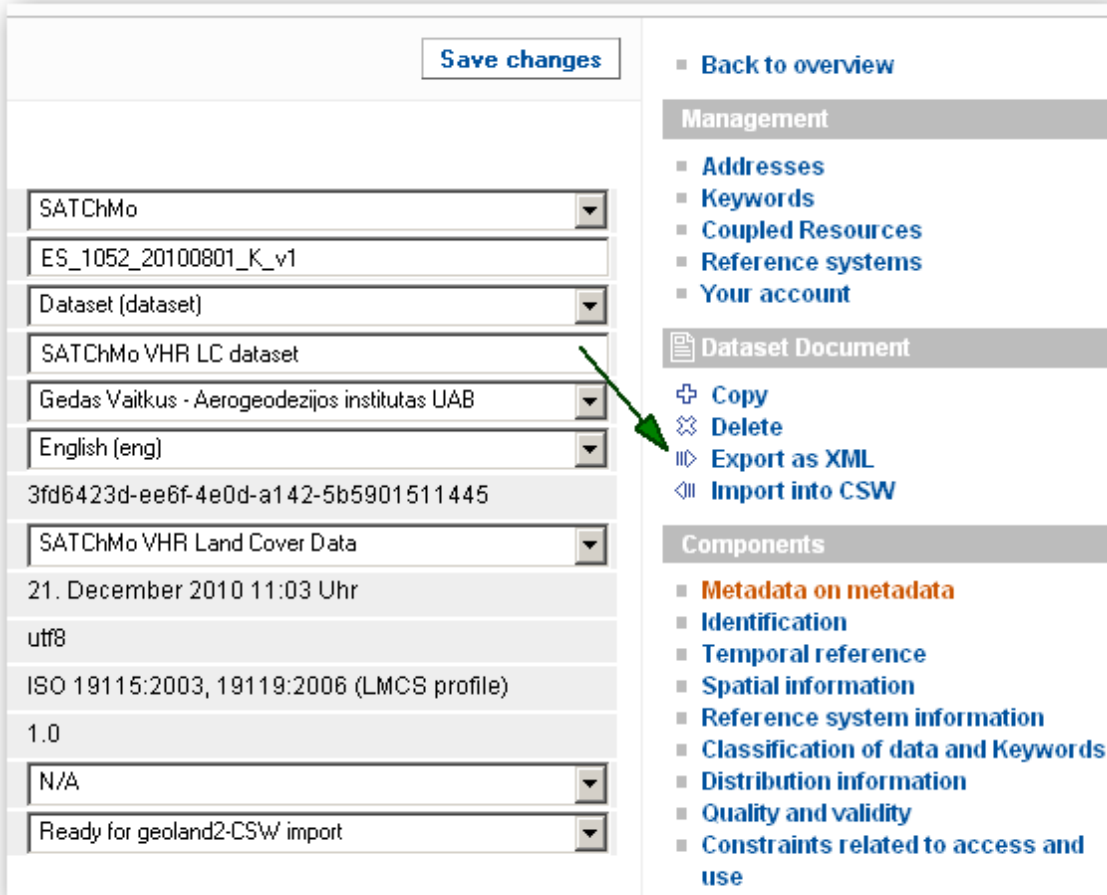 Save changes
SATChMo
ES_1052_20100801_K_v1
Dataset (dataset)
SATChMo VHR LC dataset
Gedas Vaitkus - Aerogeodezijos institutas UAB
English (eng)
3fd6423d-ee6f-4e0d-a142-5b5901511445
SATChMo VHR Land Cover Data
21. December 2010 11:03 Uhr
utf8
ISO 19115:2003, 19119:2006 (LMCS profile)
1.0
N/A
Ready for geoland2-CSW import
Back to overview
Management
Addresses
Keywords
Coupled Resources
Reference systems
Your account
Dataset Document
Copy
Delete
Export as XML
Import into CSW
Components
Metadata on metadata
Identification
Temporal reference
Spatial information
Reference system information
Classification of data and Keywords
Distribution information
Quality and validity
Constraints related to access and
use